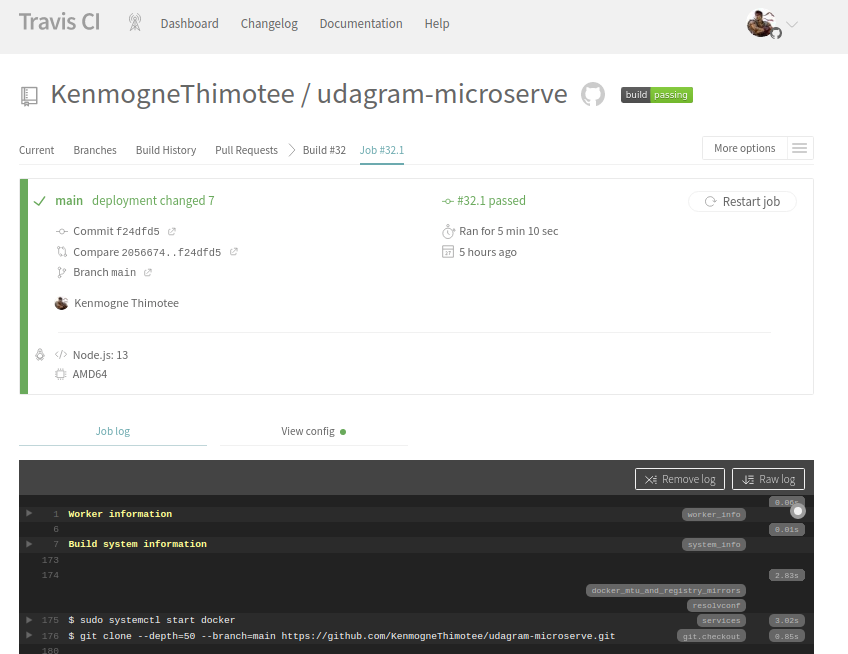 Travis CI Dashboard Changelog Documentation Help
KenmogneThimotee / udagram-microserve build passing
Current Branches Build History Pull Requests Build #32 Job #32.1 More options
main deployment changed 7 #32.1 passed Restart job
Commit f24dfd5 Ran for 5 min 10 sec
Compare 2056674..f24dfd5 5 hours ago
Branch main
Kenmogne Thimotee
Node.js: 13
AMD64
Job log View config
Remove log Raw log
0.06s
1 Worker information worker_info
6 0.01s
7 Build system information system_info
173
174 2.83s
docker_mtu_and_registry_mirrors
resolvconf
175 $ sudo systemctl start docker services 3.02s
176 $ git clone --depth=50 --branch=main https://github.com/KenmogneThimotee/udagram-microserve.git git.checkout 0.85s
180